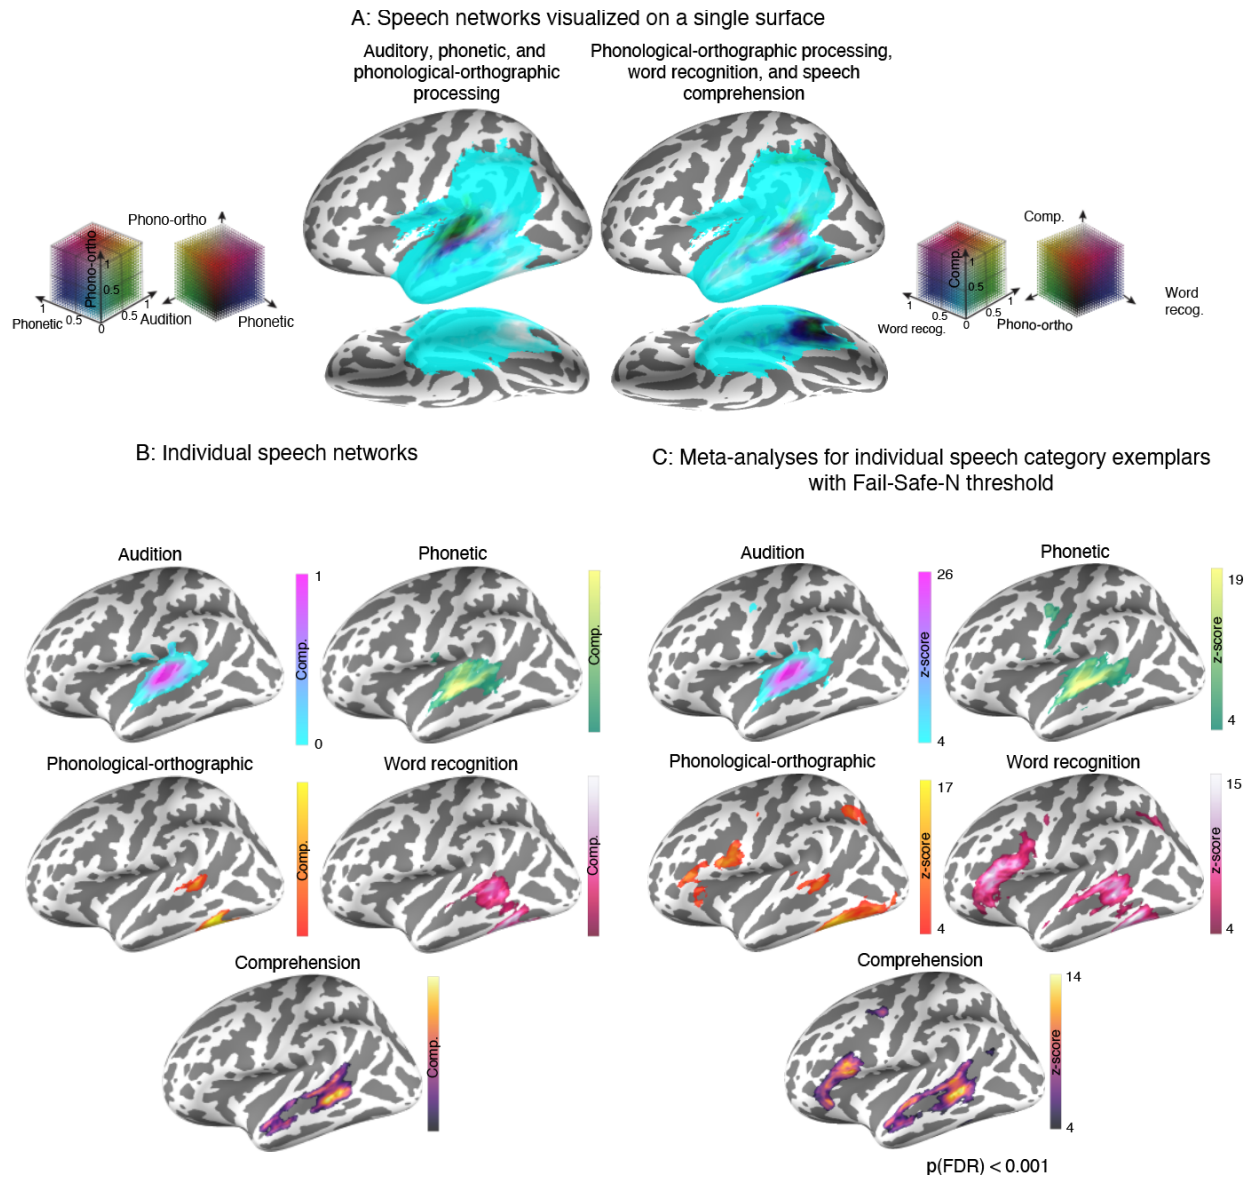 A: Speech networks visualized on a single surface
Auditory, phonetic, and
phonological-orthographic
processing
Phonological-orthographic processing,
word recognition, and speech
comprehension
Phono-ortho
Phono-ortho
1
0.5
1
0.5
0
0.5
1
Phonetic
Audition
Phonetic
Comp.
Comp.
1
0.5
1
0.5
0
0.5
1
Word recog.
Phono-ortho
Word
recog.
B: Individual speech networks
C: Meta-analyses for individual speech category exemplars
with Fail-Safe-N threshold
Audition
1
Comp.
0
Phonetic
Comp.
Phonological-orthographic
Comp.
Word recognition
Comp.
Comprehension
Comp.
Audition
26
z-score
4
Phonetic
19
z-score
4
Phonological-orthographic
17
z-score
4
Word recognition
15
z-score
4
Comprehension
14
z-score
4
p(FDR) < 0.001